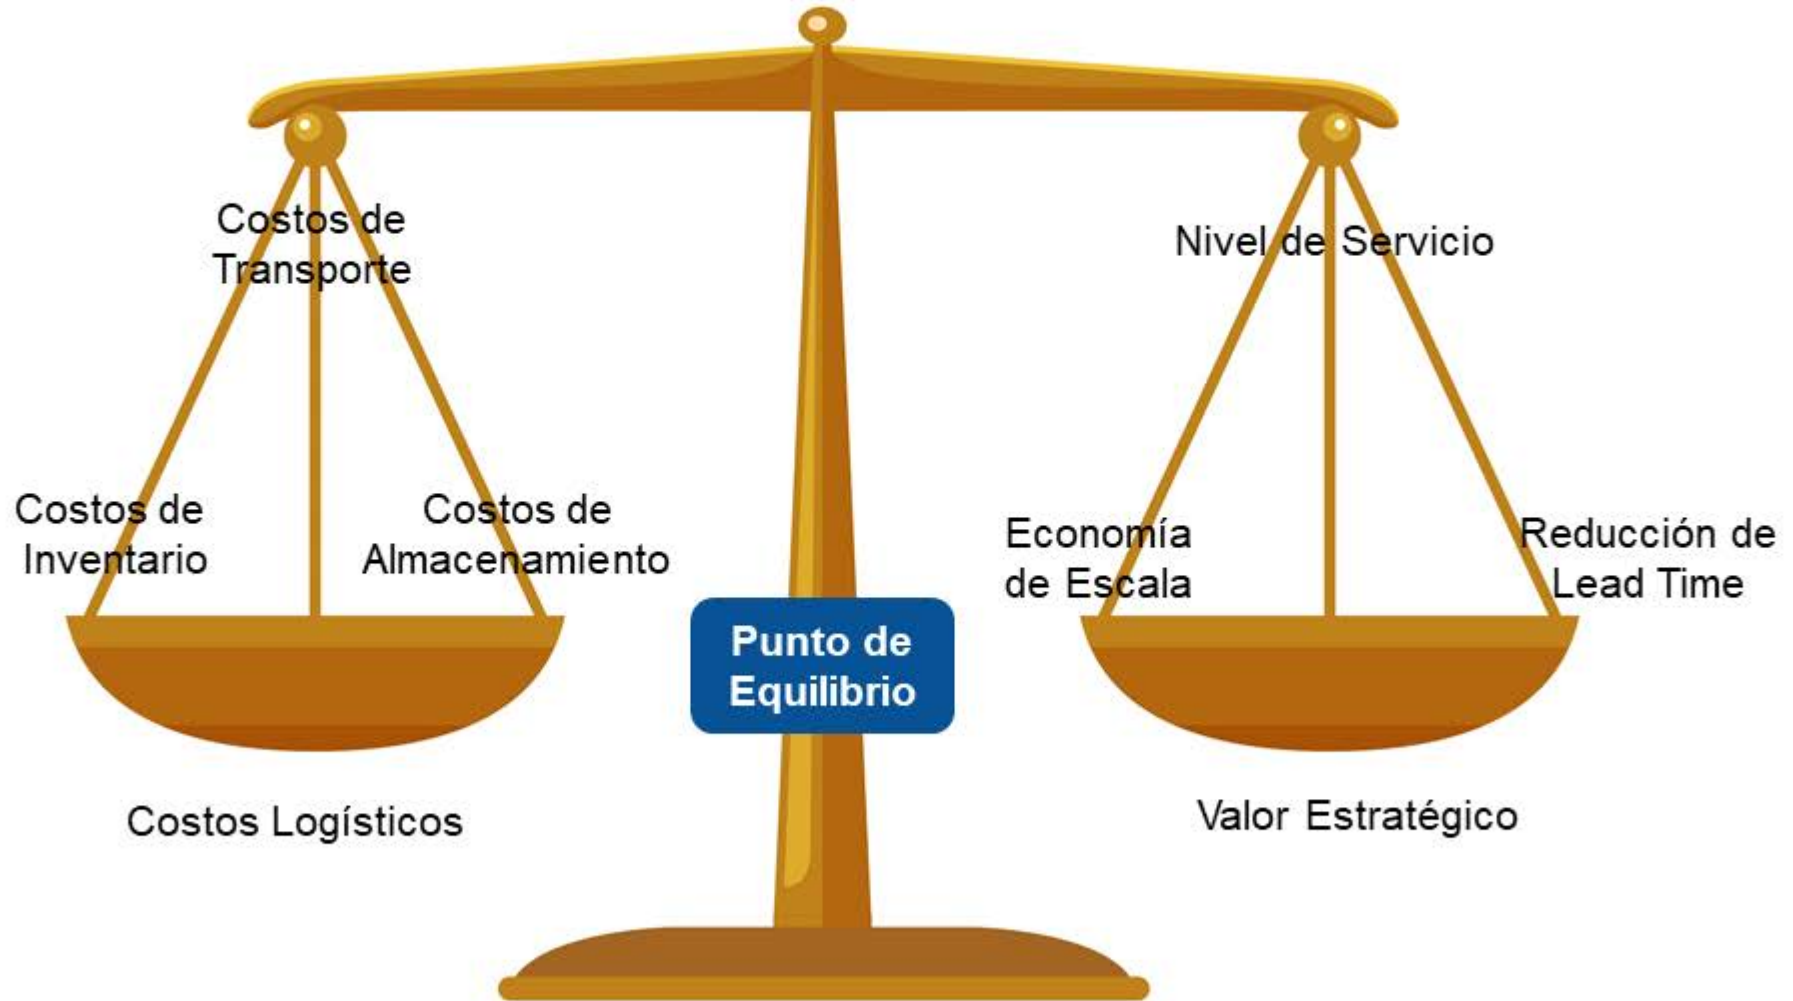 Costos de
Transporte
Nivel de Servicio
Costos de
Inventario
Costos de
Almacenamiento
Economía
de Escala
Reducción de
Lead Time
Punto de
Equilibrio
Costos Logísticos
Valor Estratégico